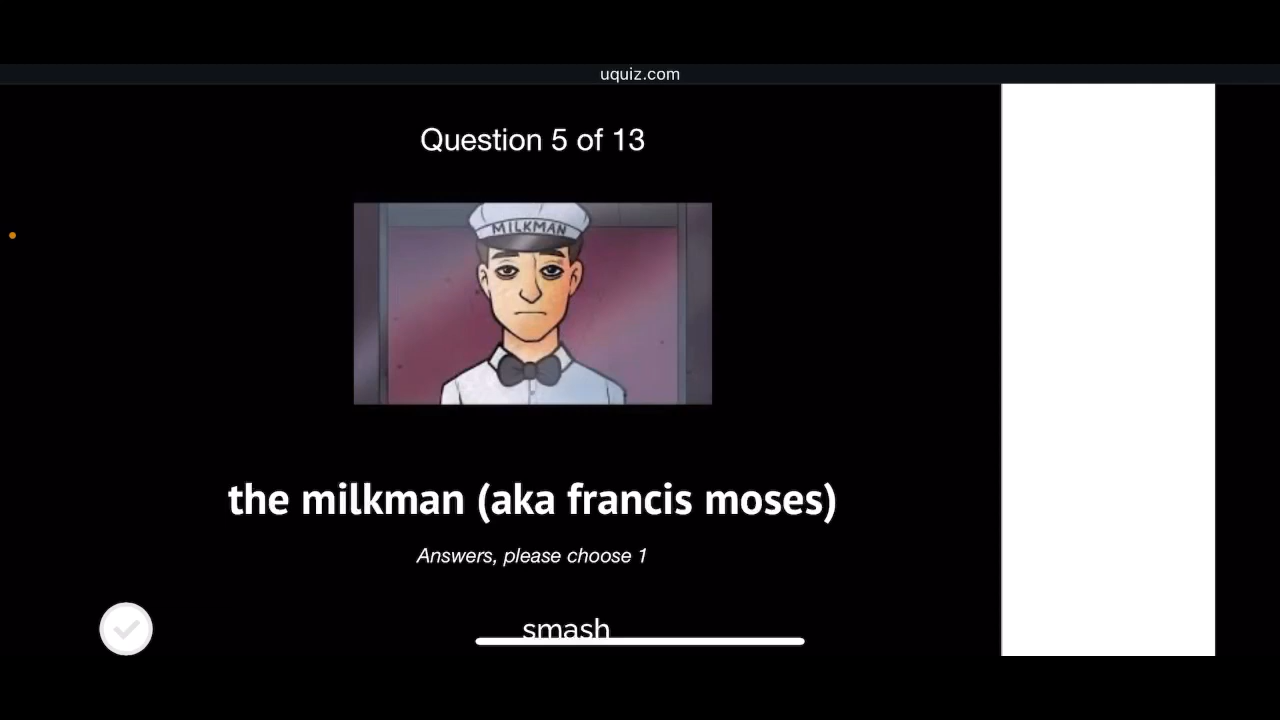 uquiz.com
Question 5 of 13
MILKMAN
the milkman (aka francis moses)
Answers, please choose 1
smash